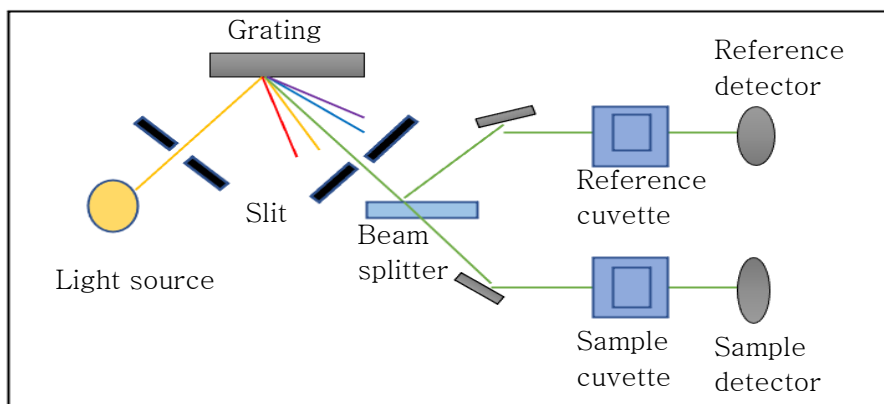 Grating
Reference
detector
Slit
Reference
cuvette
Beam
splitter
Light source
Sample
cuvette
Sample
detector